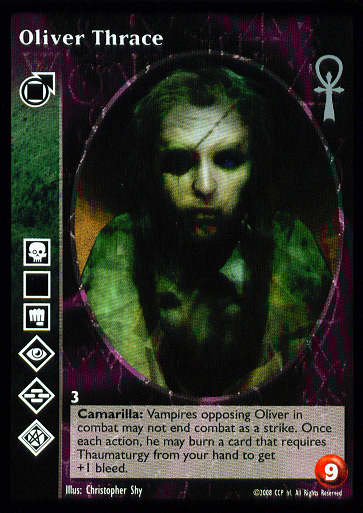 Oliver Thrace
3
Camarilla: Vampires opposing Oliver in
combat may not end combat as a strike. Once
each action, he may burn a card that requires
Thaumaturgy from your hand to get
+1 bleed.
9
Illus: Christopher Shy
©2008 CCP hf. All Rights Reserved